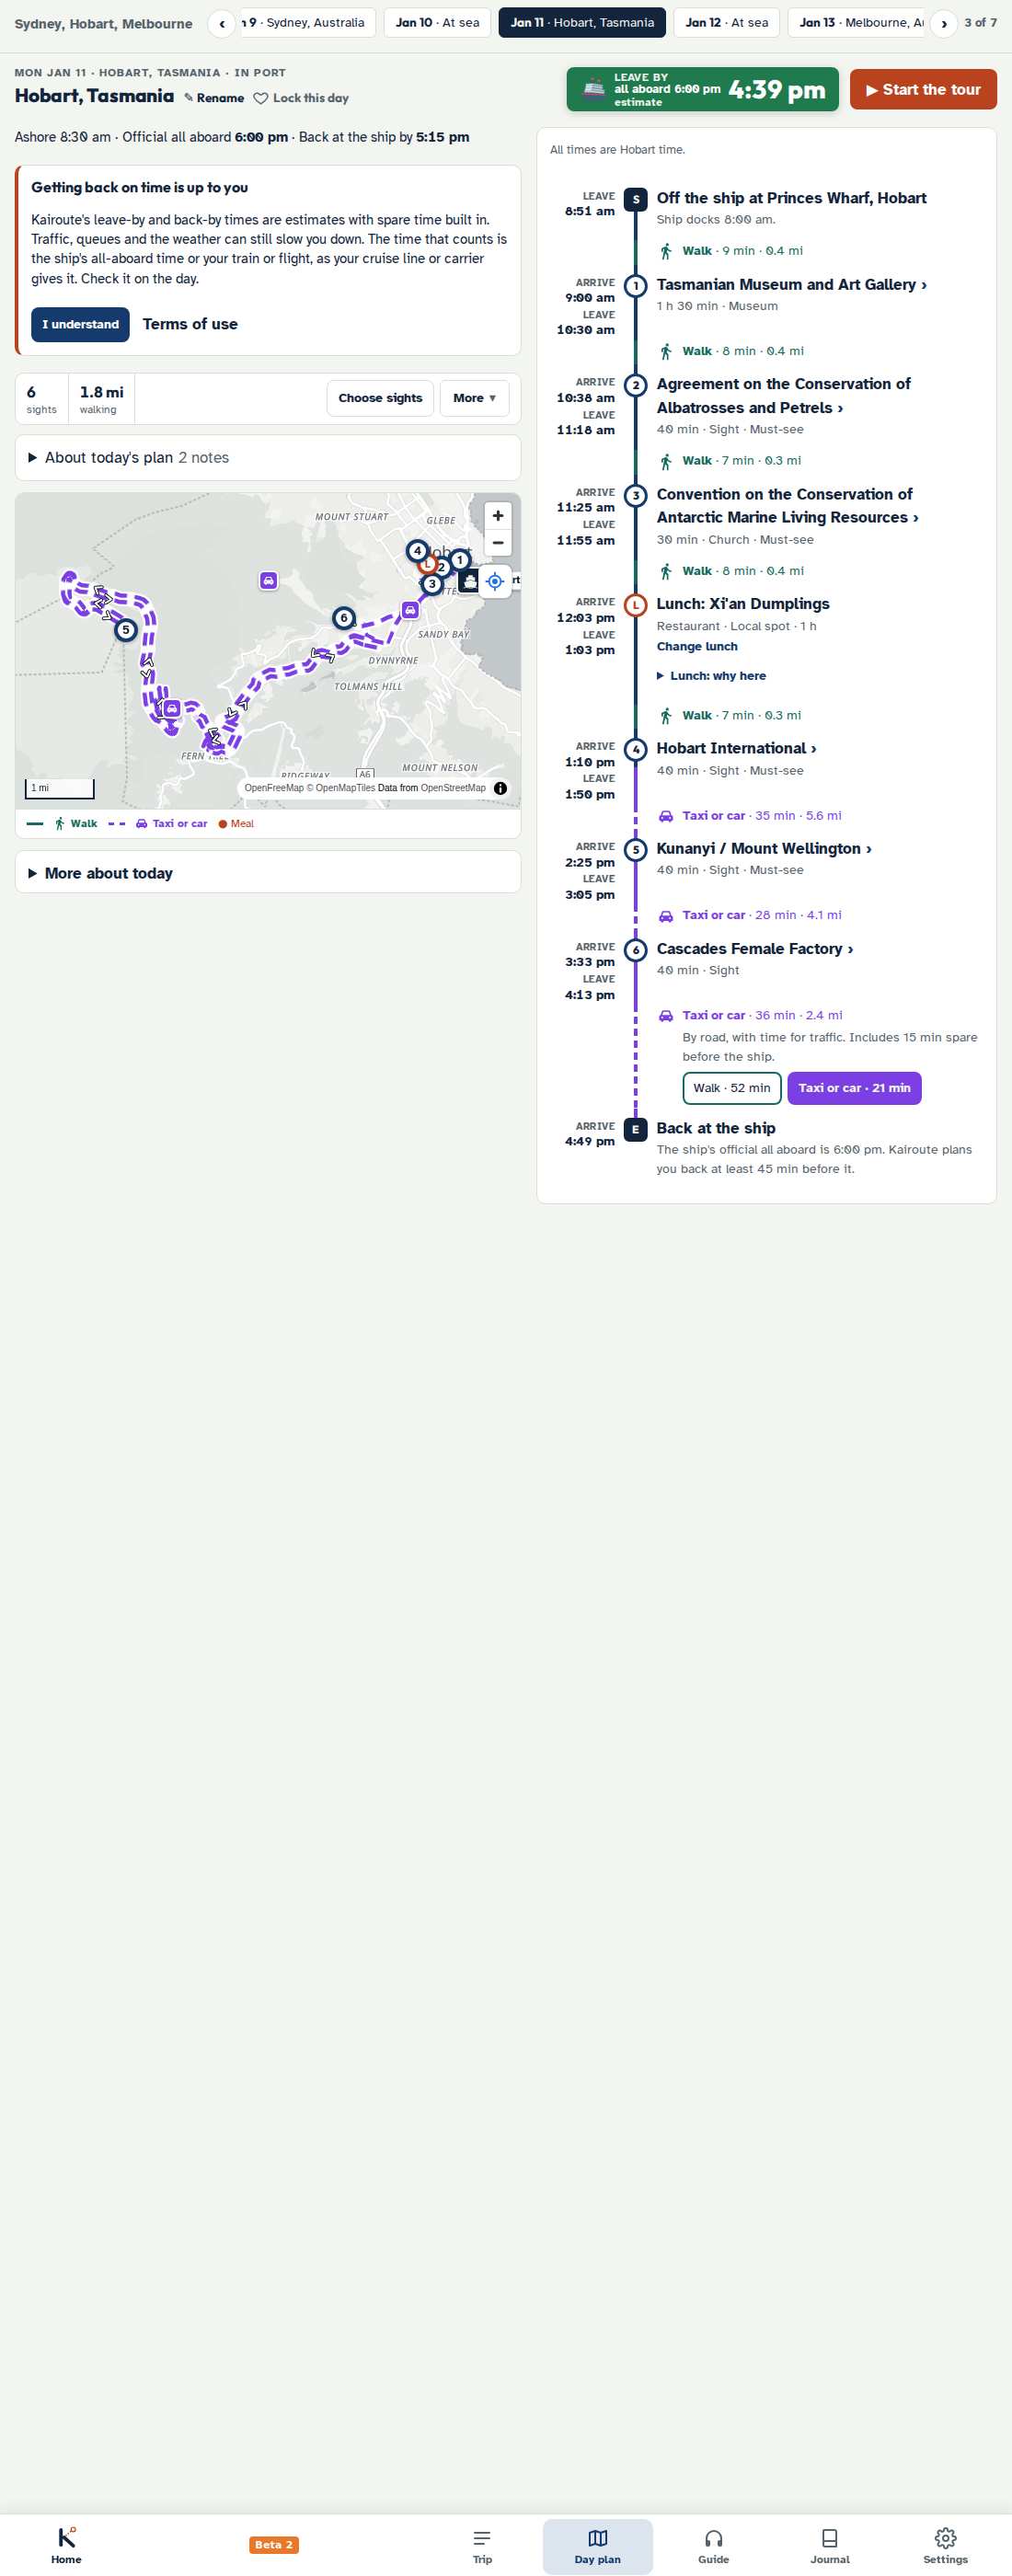 Sydney, Hobart, Melbourne
‹
9 · Sydney, Australia
Jan 10 · At sea
Jan 11 · Hobart, Tasmania
Jan 12 · At sea
Jan 13 · Melbourne,
›
3 of 7
MON JAN 11 · HOBART, TASMANIA · IN PORT
Hobart, Tasmania
✎ Rename
Lock this day
LEAVE BY
all aboard 6:00 pm
estimate
4:39 pm
▶ Start the tour
Ashore 8:30 am · Official all aboard 6:00 pm · Back at the ship by 5:15 pm
Getting back on time is up to you
Kairoute's leave-by and back-by times are estimates with spare time built in.
Traffic, queues and the weather can still slow you down. The time that counts is
the ship's all-aboard time or your train or flight, as your cruise line or carrier
gives it. Check it on the day.
I understand
Terms of use
6
sights
1.8 mi
walking
Choose sights
More ▼
▶ About today's plan 2 notes
MOUNT STUART
GLEBE
4
L
2
1
3
SANDY BAY
6
5
DYNNYRNE
TOLMANS HILL
RIDGEWAY
A6
MOUNT NELSON
+
−
1 mi
OpenFreeMap © OpenMapTiles Data from OpenStreetMap
Walk
Taxi or car
Meal
▶ More about today
All times are Hobart time.
LEAVE
8:51 am
S
Off the ship at Princes Wharf, Hobart
Ship docks 8:00 am.
Walk · 9 min · 0.4 mi
ARRIVE
9:00 am
LEAVE
10:30 am
1
Tasmanian Museum and Art Gallery ›
1 h 30 min · Museum
Walk · 8 min · 0.4 mi
ARRIVE
10:38 am
LEAVE
11:18 am
2
Agreement on the Conservation of
Albatrosses and Petrels ›
40 min · Sight · Must-see
Walk · 7 min · 0.3 mi
ARRIVE
11:25 am
LEAVE
11:55 am
3
Convention on the Conservation of
Antarctic Marine Living Resources ›
30 min · Church · Must-see
Walk · 8 min · 0.4 mi
ARRIVE
12:03 pm
LEAVE
1:03 pm
L
Lunch: Xi'an Dumplings
Restaurant · Local spot · 1 h
Change lunch
▶ Lunch: why here
Walk · 7 min · 0.3 mi
ARRIVE
1:10 pm
LEAVE
1:50 pm
4
Hobart International ›
40 min · Sight · Must-see
Taxi or car · 35 min · 5.6 mi
ARRIVE
2:25 pm
LEAVE
3:05 pm
5
Kunanyi / Mount Wellington ›
40 min · Sight · Must-see
Taxi or car · 28 min · 4.1 mi
ARRIVE
3:33 pm
LEAVE
4:13 pm
6
Cascades Female Factory ›
40 min · Sight
Taxi or car · 36 min · 2.4 mi
By road, with time for traffic. Includes 15 min spare
before the ship.
Walk · 52 min
Taxi or car · 21 min
ARRIVE
4:49 pm
E
Back at the ship
The ship's official all aboard is 6:00 pm. Kairoute plans
you back at least 45 min before it.
Home
Beta 2
Trip
Day plan
Guide
Journal
Settings